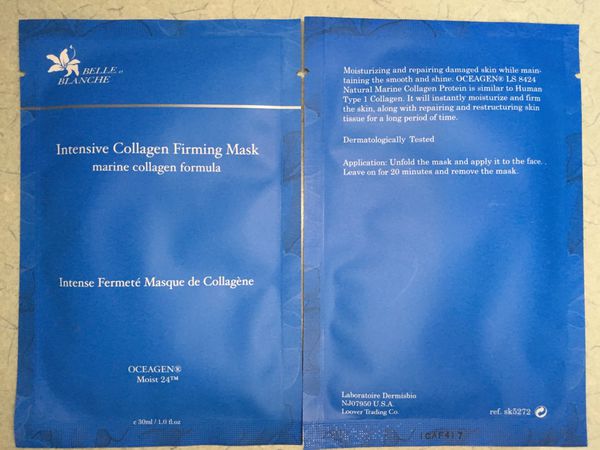 BELLE et
BLANCHE
Intensive Collagen Firming Mask
marine collagen formula
Intense Fermeté Masque de Collagène
OCEAGEN®
Moist 24™
e 30ml / 1.0 fl.oz
Moisturizing and repairing damaged skin while main-
taining the smooth and shine. OCEAGEN® LS 8424
Natural Marine Collagen Protein is similar to Human
Type 1 Collagen. It will instantly moisturize and firm
the skin, along with repairing and restructuring skin
tissue for a long period of time.
Dermatologically Tested
Application: Unfold the mask and apply it to the face.
Leave on for 20 minutes and remove the mask.
Laboratoire Dermisbio
NJ07950 U.S.A.
Loover Trading Co.
ref. sk5272